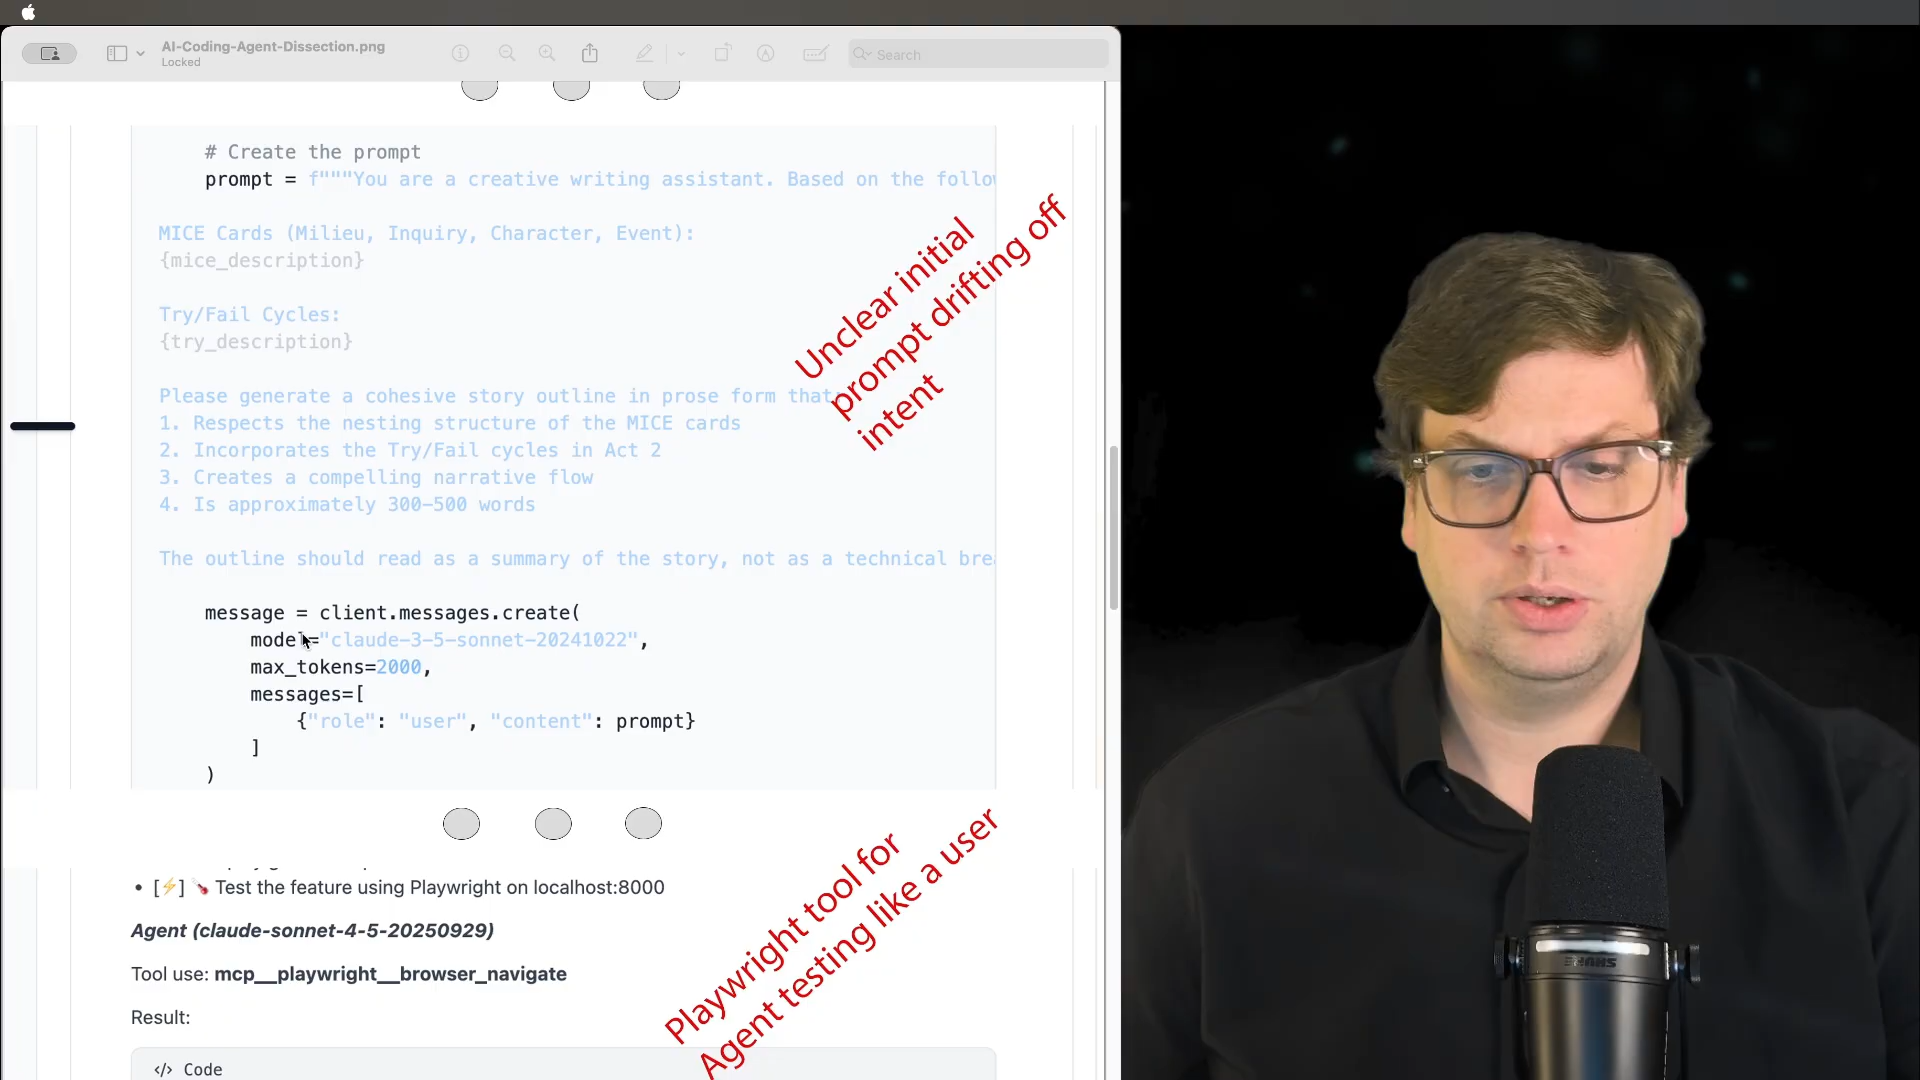 AI-Coding-Agent-Dissection.png
Locked
Search
# Create the prompt
prompt = f"""You are a creative writing assistant. Based on the follow
MICE Cards (Milieu, Inquiry, Character, Event):
{mice_description}
Try/Fail Cycles:
{try_description}
Please generate a cohesive story outline in prose form that:
1. Respects the nesting structure of the MICE cards
2. Incorporates the Try/Fail cycles in Act 2
3. Creates a compelling narrative flow
4. Is approximately 300-500 words
The outline should read as a summary of the story, not as a technical brea
message = client.messages.create(
model="claude-3-5-sonnet-20241022",
max_tokens=2000,
messages=[
{"role": "user", "content": prompt}
]
)
Unclear initial
prompt drifting off
intent
• [⚡] Test the feature using Playwright on localhost:8000
Agent (claude-sonnet-4-5-20250929)
Tool use: mcp__playwright__browser_navigate
Result:
</> Code
Playwright tool for
Agent testing like a user
SHURE